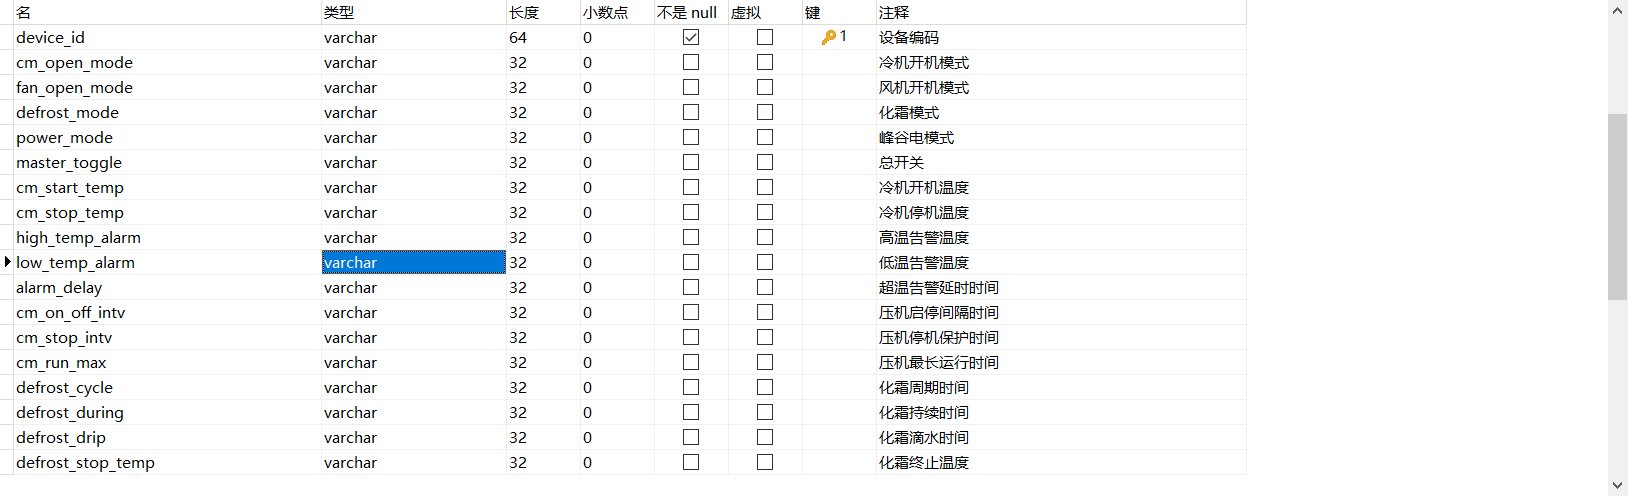 名 类型 长度 小数点 不是 null 虚拟 键 注释
device_id varchar 64 0 1 设备编码
cm_open_mode varchar 32 0 冷机开机模式
fan_open_mode varchar 32 0 风机开机模式
defrost_mode varchar 32 0 化霜模式
power_mode varchar 32 0 峰谷电模式
master_toggle varchar 32 0 总开关
cm_start_temp varchar 32 0 冷机开机温度
cm_stop_temp varchar 32 0 冷机停机温度
high_temp_alarm varchar 32 0 高温告警温度
low_temp_alarm varchar 32 0 低温告警温度
alarm_delay varchar 32 0 超温告警延时时间
cm_on_off_intv varchar 32 0 压机启停间隔时间
cm_stop_intv varchar 32 0 压机停机保护时间
cm_run_max varchar 32 0 压机最长运行时间
defrost_cycle varchar 32 0 化霜周期时间
defrost_during varchar 32 0 化霜持续时间
defrost_drip varchar 32 0 化霜滴水时间
defrost_stop_temp varchar 32 0 化霜终止温度